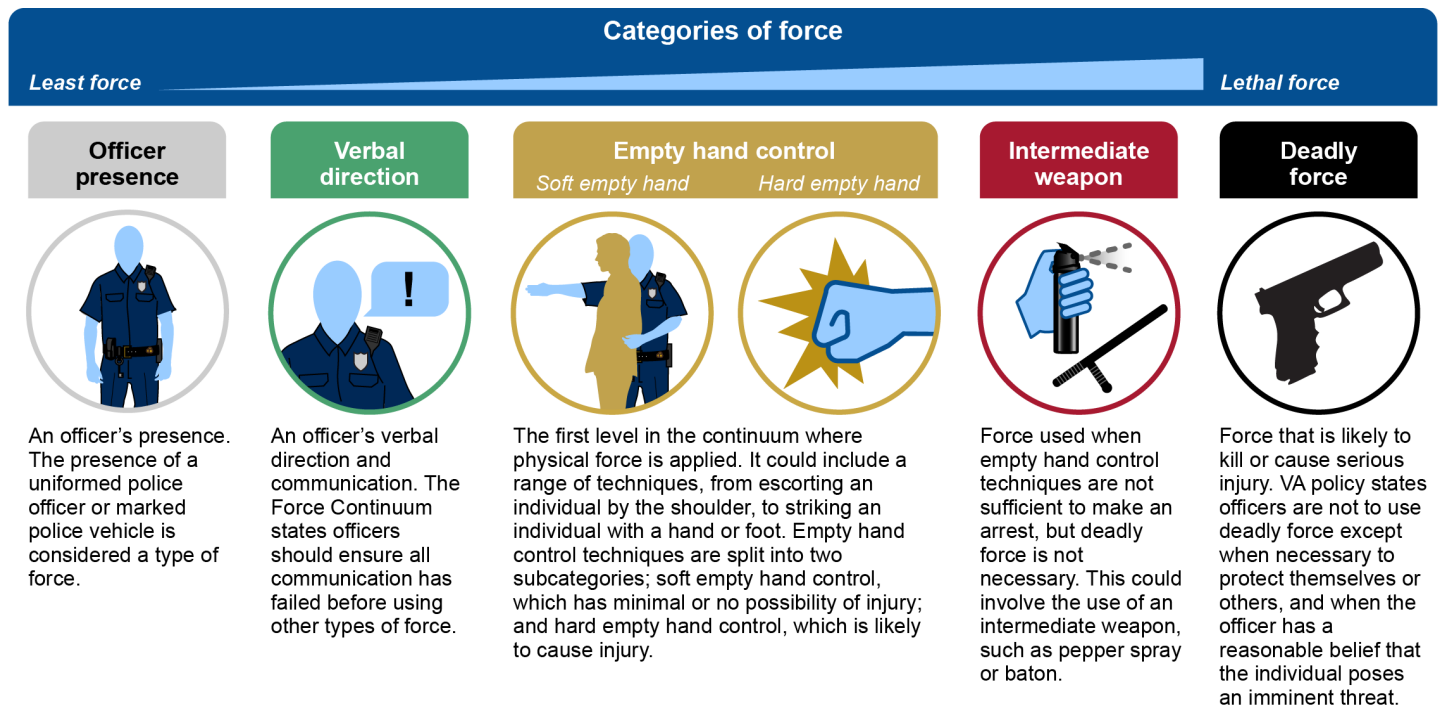 Categories of force
Least force
Lethal force
Officer
presence
An officer’s presence.
The presence of a
uniformed police
officer or marked
police vehicle is
considered a type of
force.
Verbal
direction
!
An officer’s verbal
direction and
communication. The
Force Continuum
states officers
should ensure all
communication has
failed before using
other types of force.
Empty hand control
Soft empty hand
Hard empty hand
The first level in the continuum where
physical force is applied. It could include a
range of techniques, from escorting an
individual by the shoulder, to striking an
individual with a hand or foot. Empty hand
control techniques are split into two
subcategories; soft empty hand control,
which has minimal or no possibility of injury;
and hard empty hand control, which is likely
to cause injury.
Intermediate
weapon
Force used when
empty hand control
techniques are not
sufficient to make an
arrest, but deadly
force is not
necessary. This could
involve the use of an
intermediate weapon,
such as pepper spray
or baton.
Deadly
force
Force that is likely to
kill or cause serious
injury. VA policy states
officers are not to use
deadly force except
when necessary to
protect themselves or
others, and when the
officer has a
reasonable belief that
the individual poses
an imminent threat.